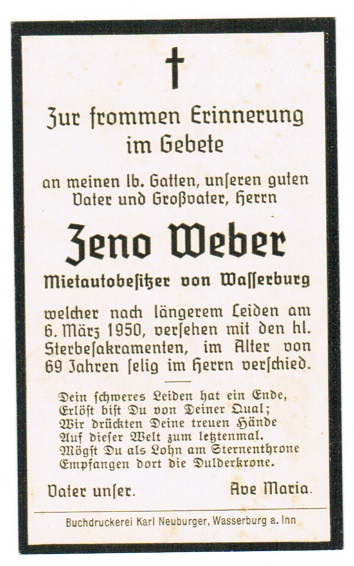 Zur frommen Erinnerung
im Gebete
an meinen lb. Gatten, unseren guten
Vater und Großvater, Herrn
Zeno Weber
Mietautobesitzer von Wasserburg
welcher nach längerem Leiden am
6. März 1950, versehen mit den hl.
Sterbesakramenten, im Alter von
69 Jahren selig im Herrn verschied.
Dein schweres Leiden hat ein Ende,
Erlöst bist Du von Deiner Qual;
Wir drückten Deine treuen Hände
Auf dieser Welt zum letztenmal.
Mögst Du als Lohn am Sternenthrone
Empfangen dort die Dulderkrone.
Vater unser. Ave Maria.
Buchdruckerei Karl Neuburger, Wasserburg a. Inn